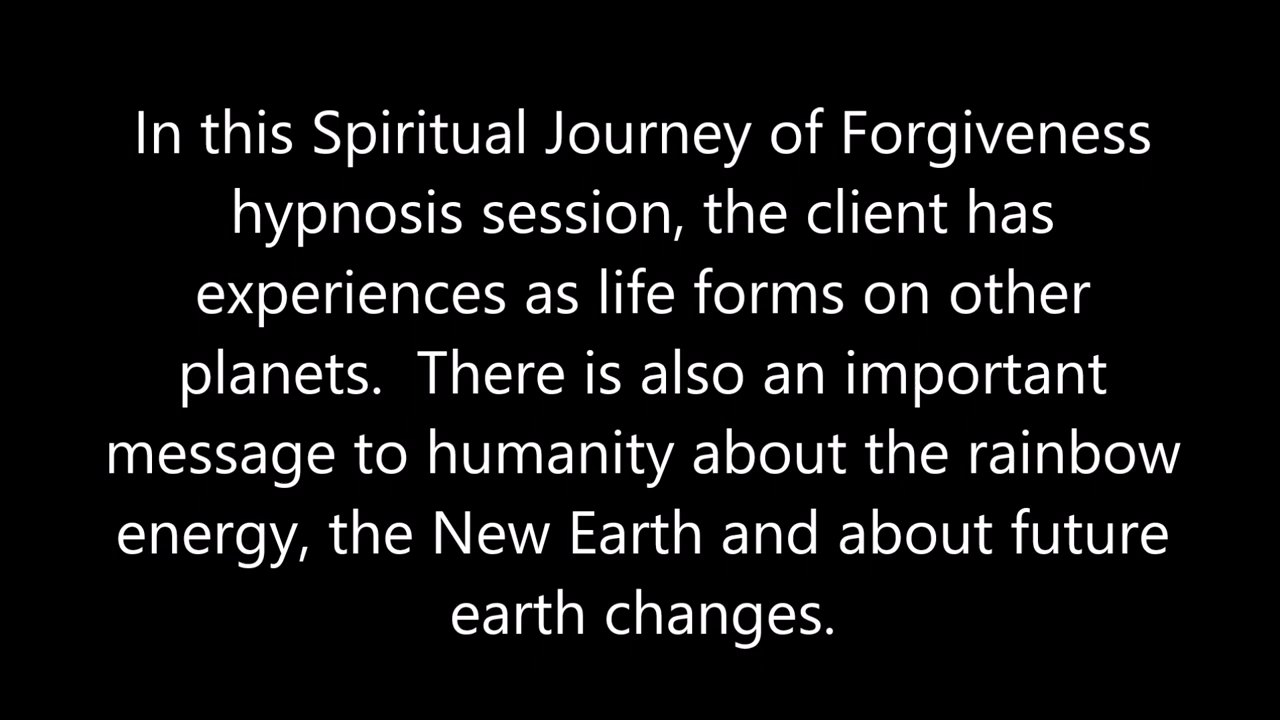 In this Spiritual Journey of Forgiveness
hypnosis session, the client has
experiences as life forms on other
planets.  There is also an important
message to humanity about the rainbow
energy, the New Earth and about future
earth changes.